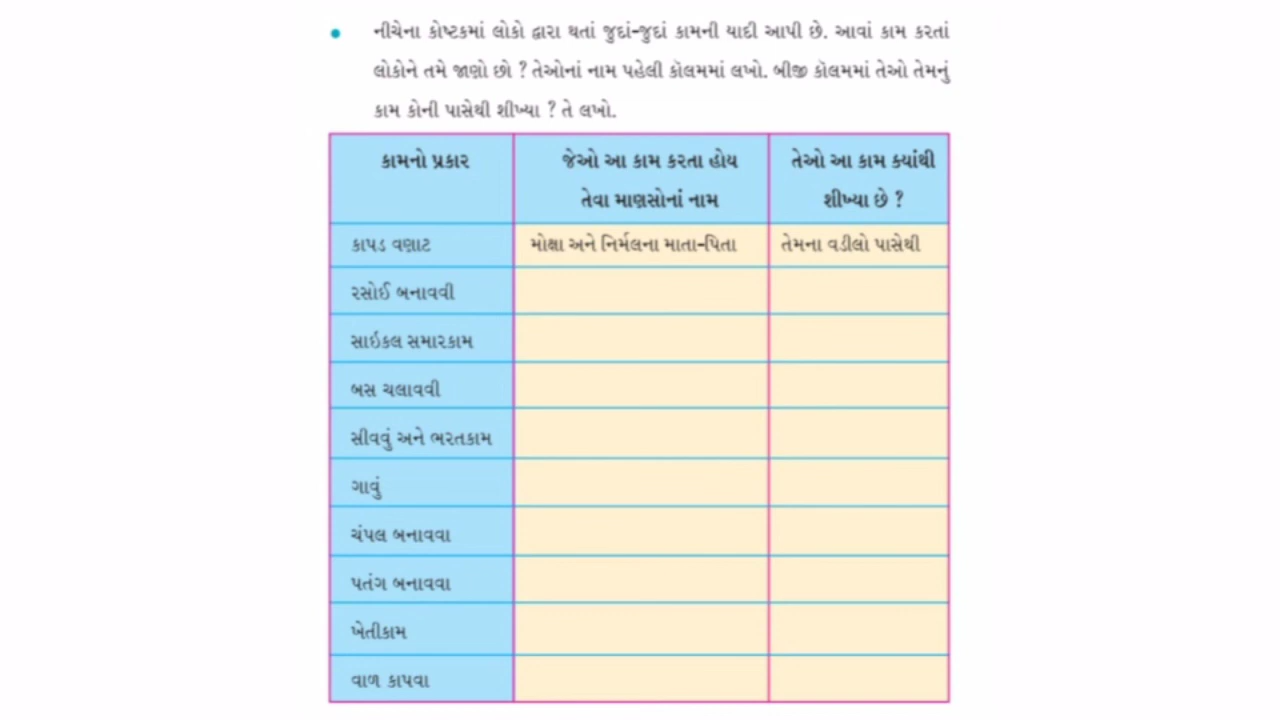 • નીચેના કોષ્ટકમાં લોકો દ્વારા થતાં જુદાં-જુદાં કામની યાદી આપી છે. આવાં કામ કરતાં
લોકોને તમે જાણો છો ? તેઓનાં નામ પહેલી કૉલમમાં લખો. બીજી કૉલમમાં તેઓ તેમનું
કામ કોની પાસેથી શીખ્યા ? તે લખો.
કામનો પ્રકાર
જેઓ આ કામ કરતા હોય
તેવા માણસોનાં નામ
તેઓ આ કામ ક્યાંથી
શીખ્યા છે ?
કાપડ વણાટ
મોક્ષા અને નિર્મલના માતા-પિતા
તેમના વડીલો પાસેથી
રસોઈ બનાવવી
સાઇકલ સમારકામ
બસ ચલાવવી
સીવવું અને ભરતકામ
ગાવું
ચંપલ બનાવવા
પતંગ બનાવવા
ખેતીકામ
વાળ કાપવા